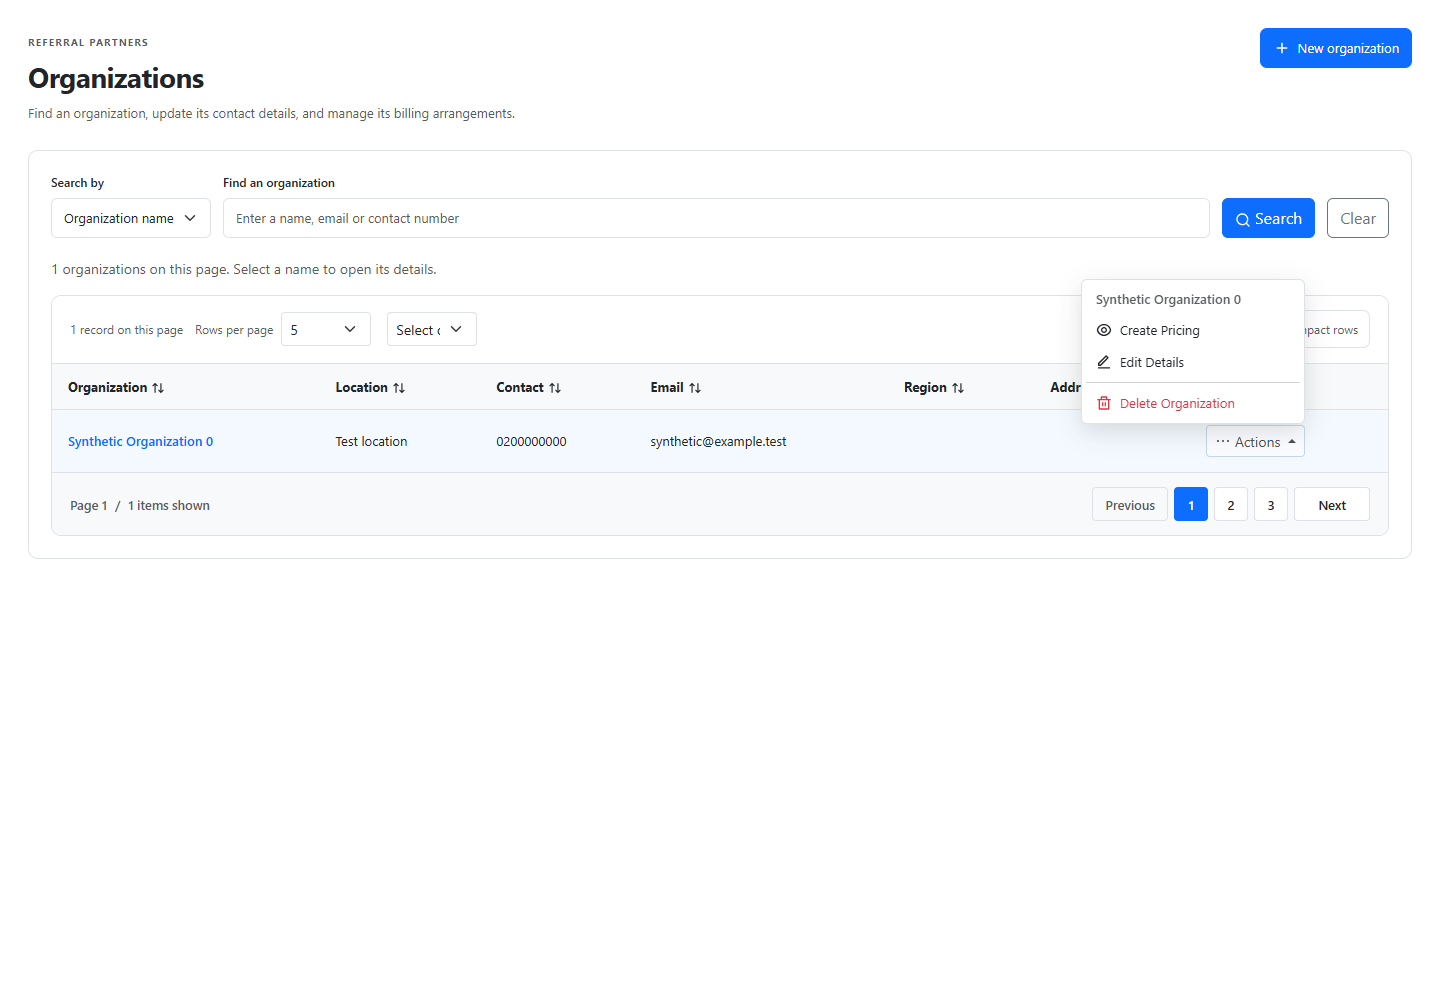 REFERRAL PARTNERS
New organization
Organizations
Find an organization, update its contact details, and manage its billing arrangements.
Search by
Find an organization
Organization name
Enter a name, email or contact number
Search
Clear
1 organizations on this page. Select a name to open its details.
Synthetic Organization 0
1 record on this page
Rows per page
5
Select
rows
Create Pricing
Edit Details
Organization
Location
Contact
Email
Region
Delete Organization
Synthetic Organization 0
Test location
0200000000
synthetic@example.test
··· Actions
Page 1 / 1 items shown
Previous
1
2
3
Next